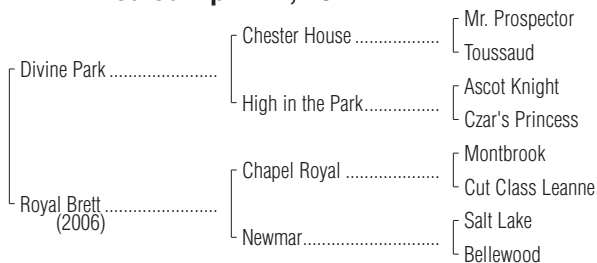 Mr. Prospector
Chester House ..................
Toussaud
Divine Park ......................
Ascot Knight
High in the Park................
Czar's Princess
Montbrook
Chapel Royal ....................
Cut Class Leanne
Royal Brett .......................
(2006)
Salt Lake
Newmar.............................
Bellewood